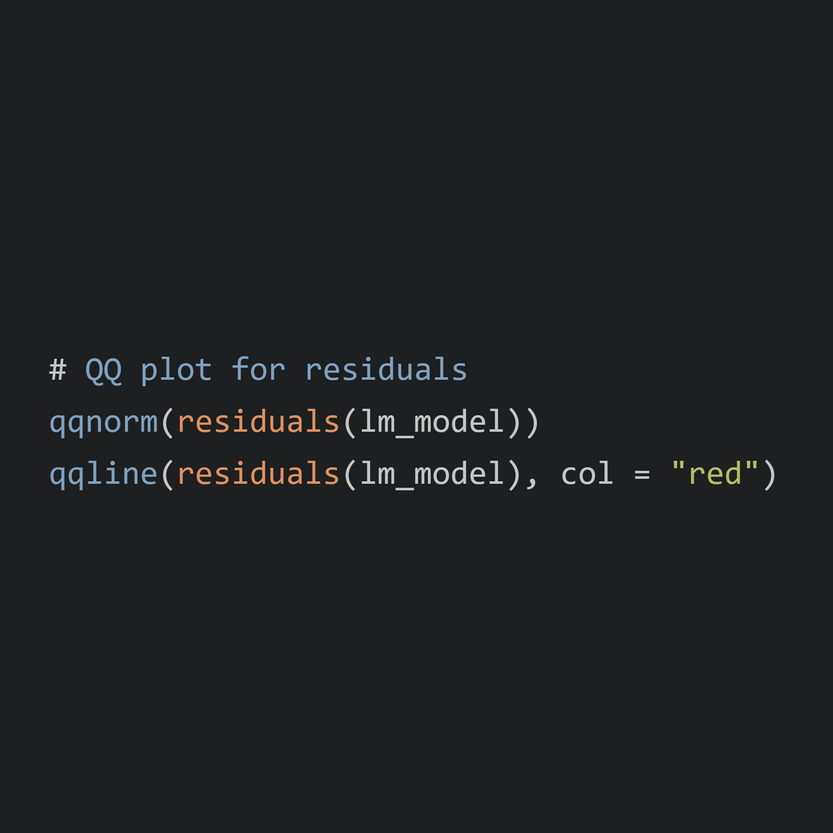 # QQ plot for residuals
qqnorm(residuals(lm_model))
qqline(residuals(lm_model), col = "red")